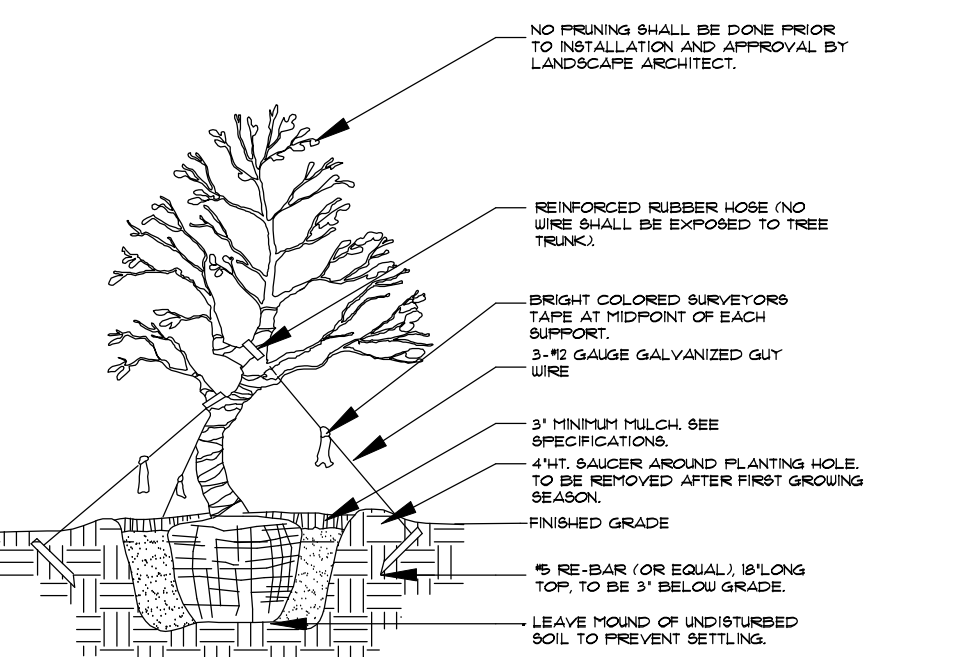 NO PRUNING SHALL BE DONE PRIOR
TO INSTALLATION AND APPROVAL BY
LANDSCAPE ARCHITECT.
REINFORCED RUBBER HOSE (NO
WIRE SHALL BE EXPOSED TO TREE
TRUNK).
BRIGHT COLORED SURVEYORS
TAPE AT MIDPOINT OF EACH
SUPPORT.
3-#12 GAUGE GALVANIZED GUY
WIRE
3" MINIMUM MULCH. SEE
SPECIFICATIONS.
4"HT. SAUCER AROUND PLANTING HOLE.
TO BE REMOVED AFTER FIRST GROWING
SEASON.
FINISHED GRADE
#5 RE-BAR (OR EQUAL), 18"LONG
TOP, TO BE 3" BELOW GRADE.
LEAVE MOUND OF UNDISTURBED
SOIL TO PREVENT SETTLING.